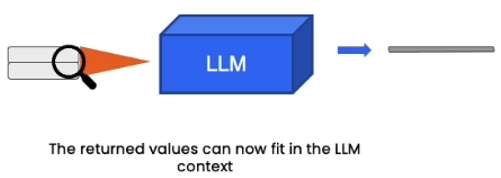 LLM
The returned values can now fit in the LLM
context